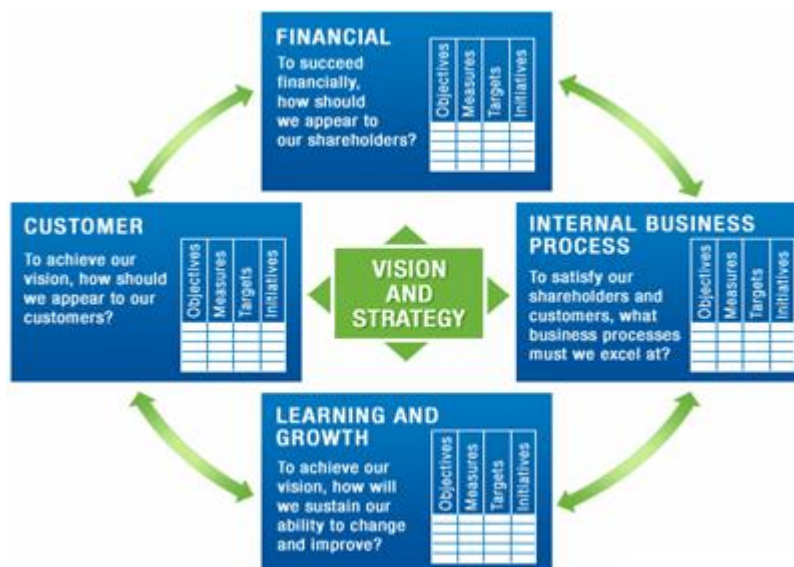 FINANCIAL
To succeed
financially,
how should
we appear to
our shareholders?
Objectives
Measures
Targets
Initiatives
CUSTOMER
To achieve our
vision, how should
we appear to our
customers?
Objectives
Measures
Targets
Initiatives
VISION
AND
STRATEGY
INTERNAL BUSINESS
PROCESS
To satisfy our
shareholders and
customers, what
business processes
must we excel at?
Objectives
Measures
Targets
Initiatives
LEARNING AND
GROWTH
To achieve our
vision, how will
we sustain our
ability to change
and improve?
Objectives
Measures
Targets
Initiatives